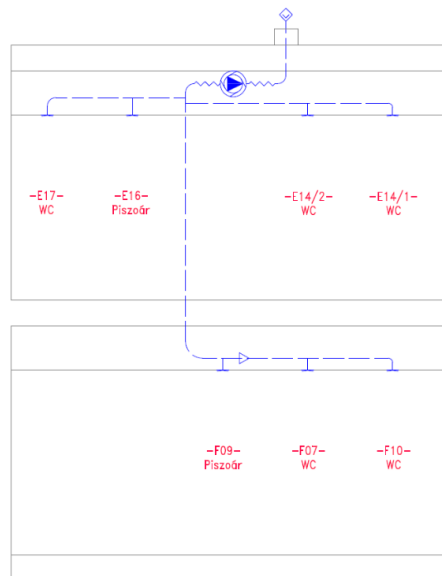 -E17-
WC
-E16-
Piszoár
-E14/2-
WC
-E14/1-
WC
-F09-
Piszoár
-F07-
WC
-F10-
WC